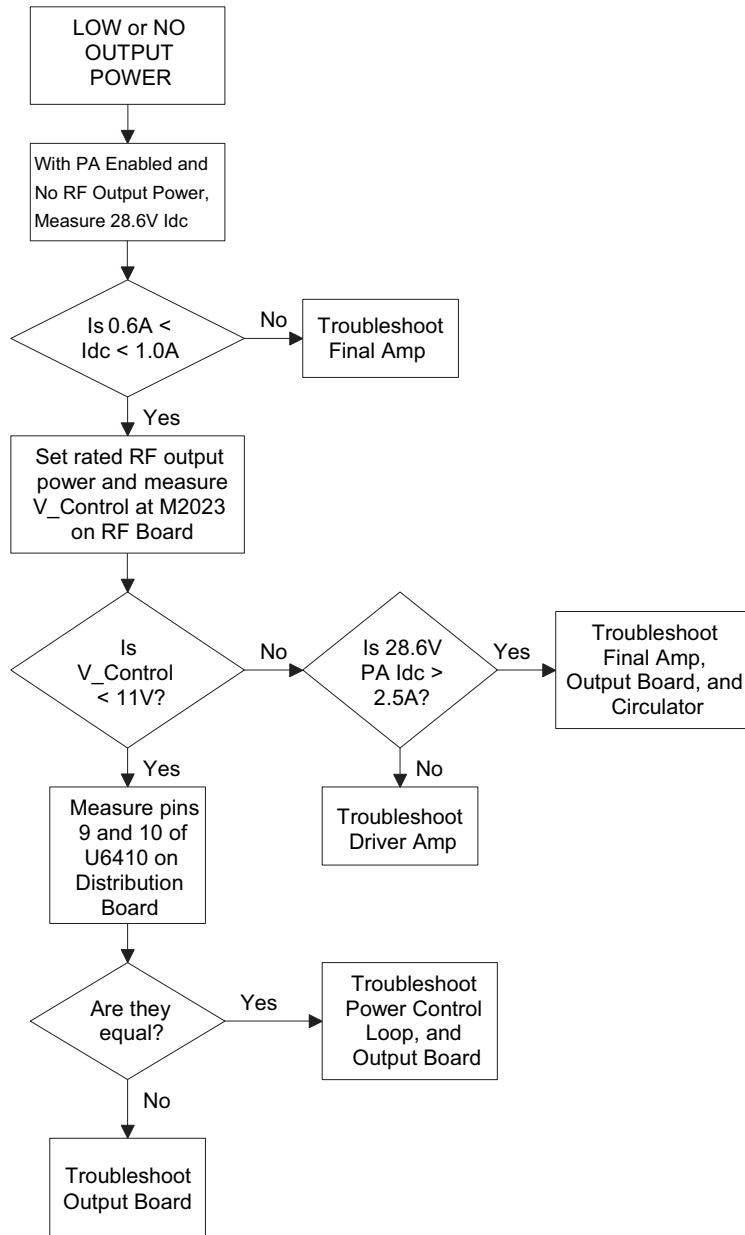 LOW or NO
OUTPUT
POWER
With PA Enabled and
No RF Output Power,
Measure 28.6V Idc
Is 0.6A <
Idc < 1.0A
No
Troubleshoot
Final Amp
Yes
Set rated RF output
power and measure
V_Control at M2023
on RF Board
Is
V_Control
< 11V?
No
Is 28.6V
PA Idc >
2.5A?
Yes
Troubleshoot
Final Amp,
Output Board, and
Circulator
No
Troubleshoot
Driver Amp
Yes
Measure pins
9 and 10 of
U6410 on
Distribution
Board
Are they
equal?
Yes
Troubleshoot
Power Control
Loop, and
Output Board
No
Troubleshoot
Output Board